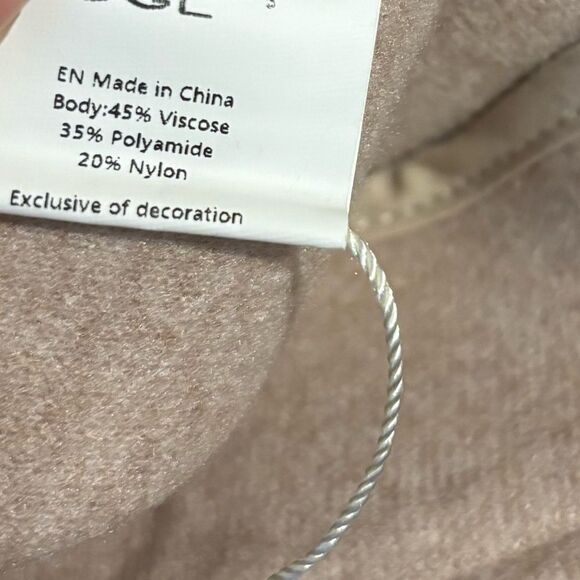 EN Made in China
Body:45% Viscose
35% Polyamide
20% Nylon
Exclusive of decoration